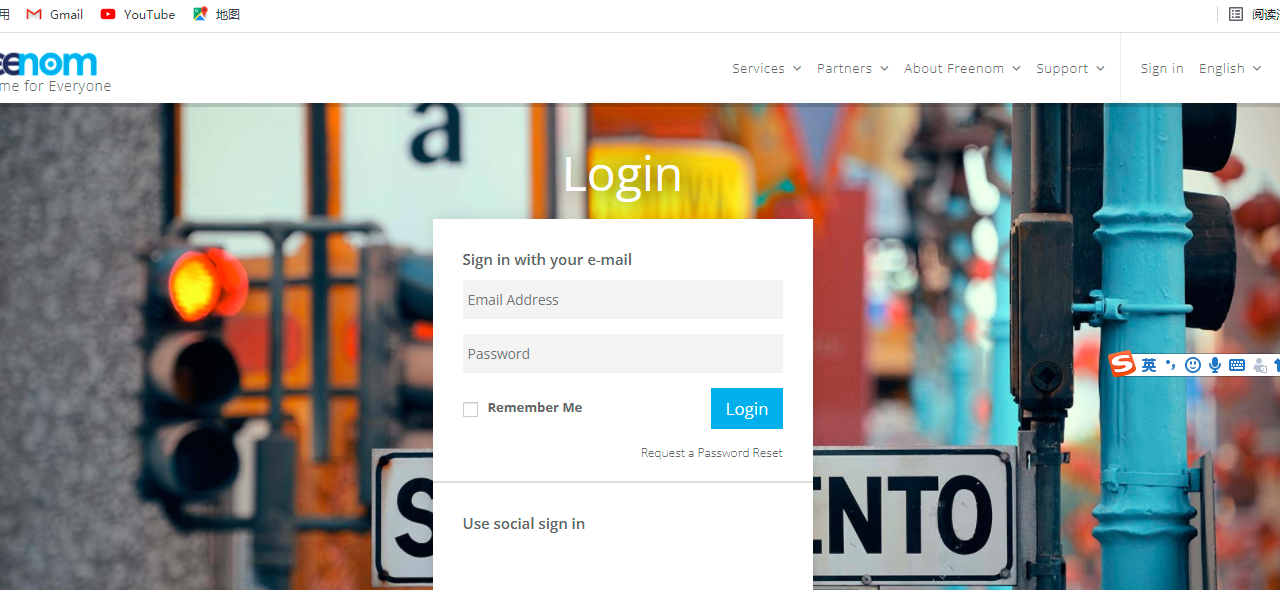 用 Gmail YouTube 地图 阅读
eenom
me for Everyone
Services Partners About Freenom Support Sign in English
a
Login
Sign in with your e-mail
Email Address
Password
Remember Me Login
Request a Password Reset
S ENTO
Use social sign in
英